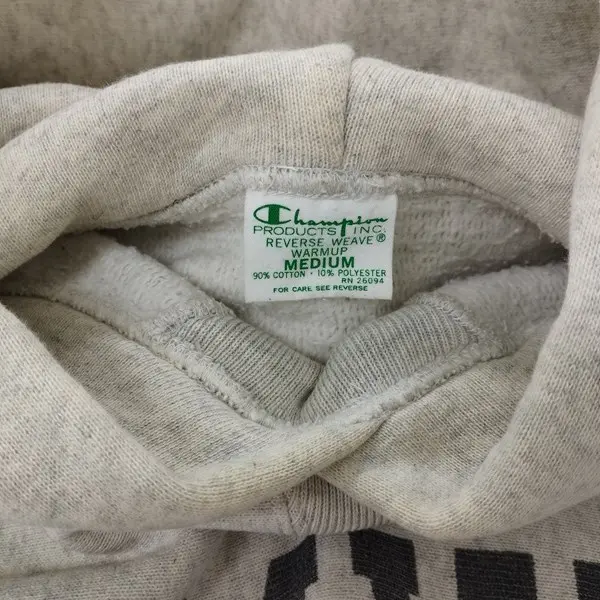 Champion
PRODUCTS INC.
REVERSE WEAVE®
WARMUP
MEDIUM
90% COTTON · 10% POLYESTER
RN 26094
FOR CARE SEE REVERSE